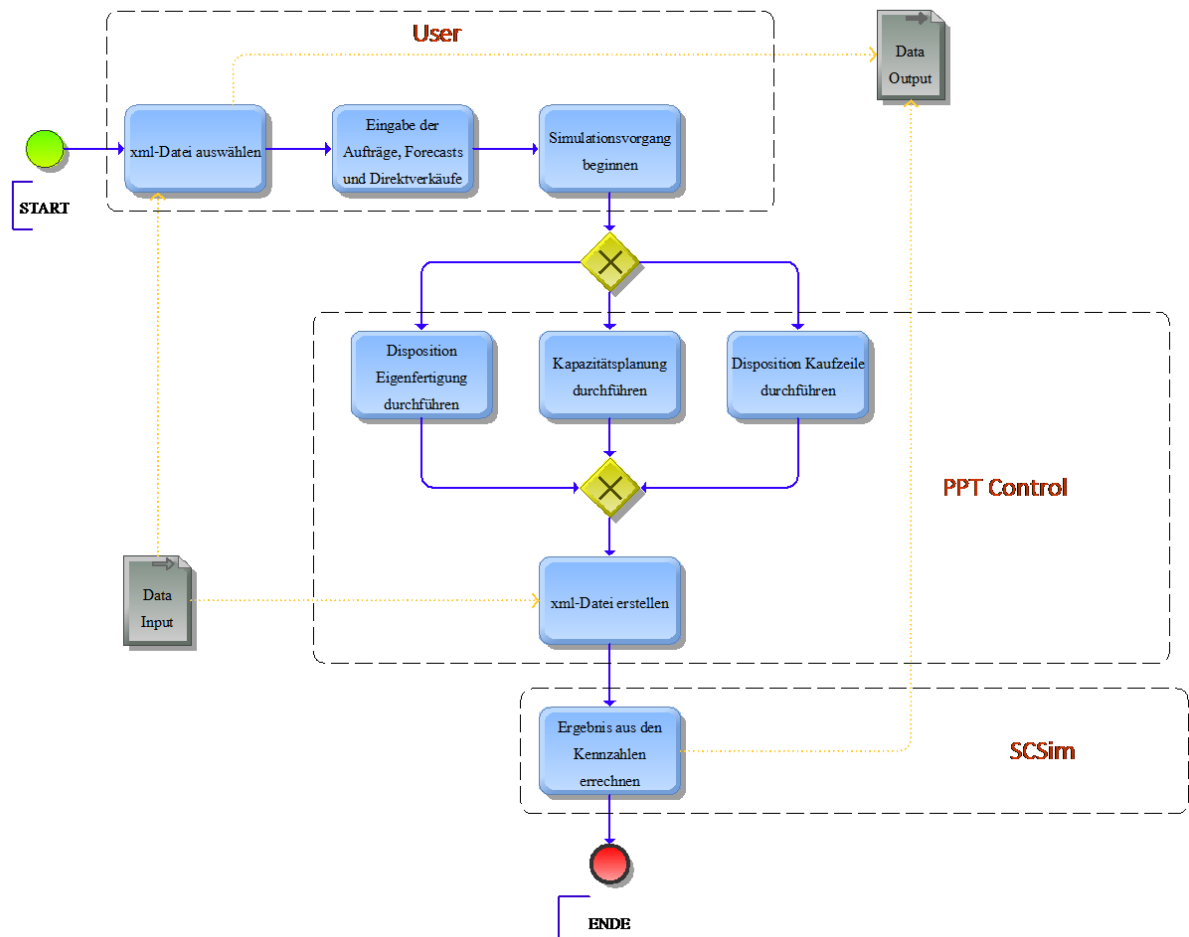 User
Data
Output
xml-Datei auswählen
Eingabe der
Aufträge, Forecasts
und Direktverkäufe
Simulationsvorgang
beginnen
START
Disposition
Eigenfertigung
durchführen
Kapazitätsplanung
durchführen
Disposition Kaufzeile
durchführen
PPT Control
Data
Input
xml-Datei erstellen
Ergebnis aus den
Kennzahlen
errechnen
SCSim
ENDE